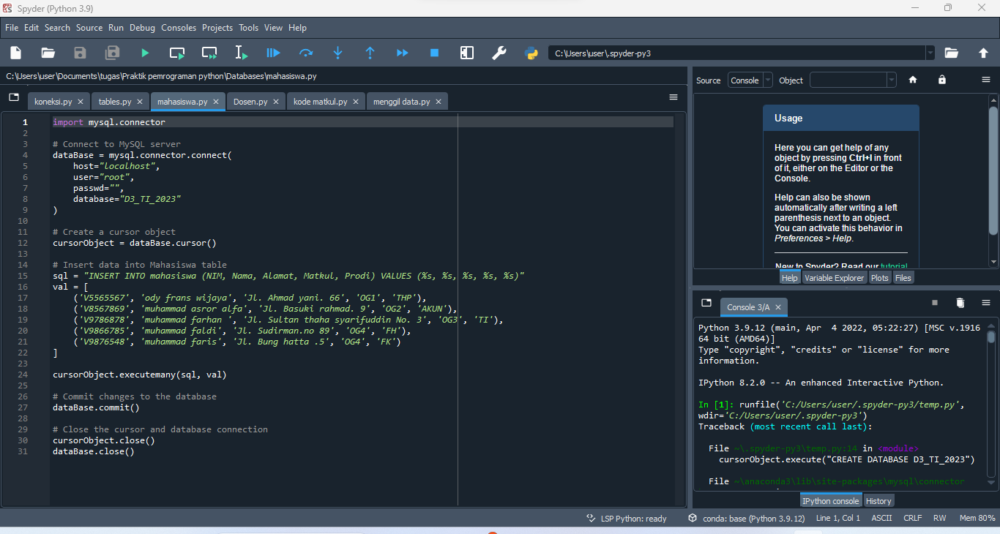 Spyder (Python 3.9)
File Edit Search Source Run Debug Consoles Projects Tools View Help
C:\Users\user\.spyder-py3
C:\Users\user\Documents\tugas\Praktik pemrograman python\Databases\mahasiswa.py
koneksi.py tables.py mahasiswa.py Dosen.py kode matkul.py menggil data.py
1 import mysql.connector
2
3 # Connect to MySQL server
4 dataBase = mysql.connector.connect(
5 host="localhost",
6 user="root",
7 passwd="",
8 database="D3_TI_2023"
9 )
10
11 # Create a cursor object
12 cursorObject = dataBase.cursor()
13
14 # Insert data into Mahasiswa table
15 sql = "INSERT INTO mahasiswa (NIM, Nama, Alamat, Matkul, Prodi) VALUES (%s, %s, %s, %s, %s)"
16 val = [
17 ('V5565567', 'ody frans wijaya', 'Jl. Ahmad yani. 66', 'OG1', 'THP'),
18 ('V8567869', 'muhammad asror alfa', 'Jl. Basuki rahmad. 9', 'OG2', 'AKUN'),
19 ('V9786878', 'muhammad farhan ', 'Jl. Sultan thaha syarifuddin No. 3', 'OG3', 'TI'),
20 ('V9866785', 'muhammad faldi', 'Jl. Sudirman.no 89', 'OG4', 'FH'),
21 ('V9876548', 'muhammad faris', 'Jl. Bung hatta .5', 'OG4', 'FK')
22 ]
23
24 cursorObject.executemany(sql, val)
25
26 # Commit changes to the database
27 dataBase.commit()
28
29 # Close the cursor and database connection
30 cursorObject.close()
31 dataBase.close()
Source Console Object
Usage
Here you can get help of any
object by pressing Ctrl+I in front
of it, either on the Editor or the
Console.
Help can also be shown
automatically after writing a left
parenthesis next to an object.
You can activate this behavior in
Preferences > Help.
New to Spyder? Read our tutorial
Help Variable Explorer Plots Files
Console 3/A
Python 3.9.12 (main, Apr  4 2022, 05:22:27) [MSC v.1916
64 bit (AMD64)]
Type "copyright", "credits" or "license" for more
information.
IPython 8.2.0 -- An enhanced Interactive Python.
In [1]: runfile('C:/Users/user/.spyder-py3/temp.py',
wdir='C:/Users/user/.spyder-py3')
Traceback (most recent call last):
File ~\.spyder-py3\temp.py:14 in <module>
cursorObject.execute("CREATE DATABASE D3_TI_2023")
File ~\anaconda3\lib\site-packages\mysql\connector
IPython console History
LSP Python: ready conda: base (Python 3.9.12) Line 1, Col 1 ASCII CRLF RW Mem 80%